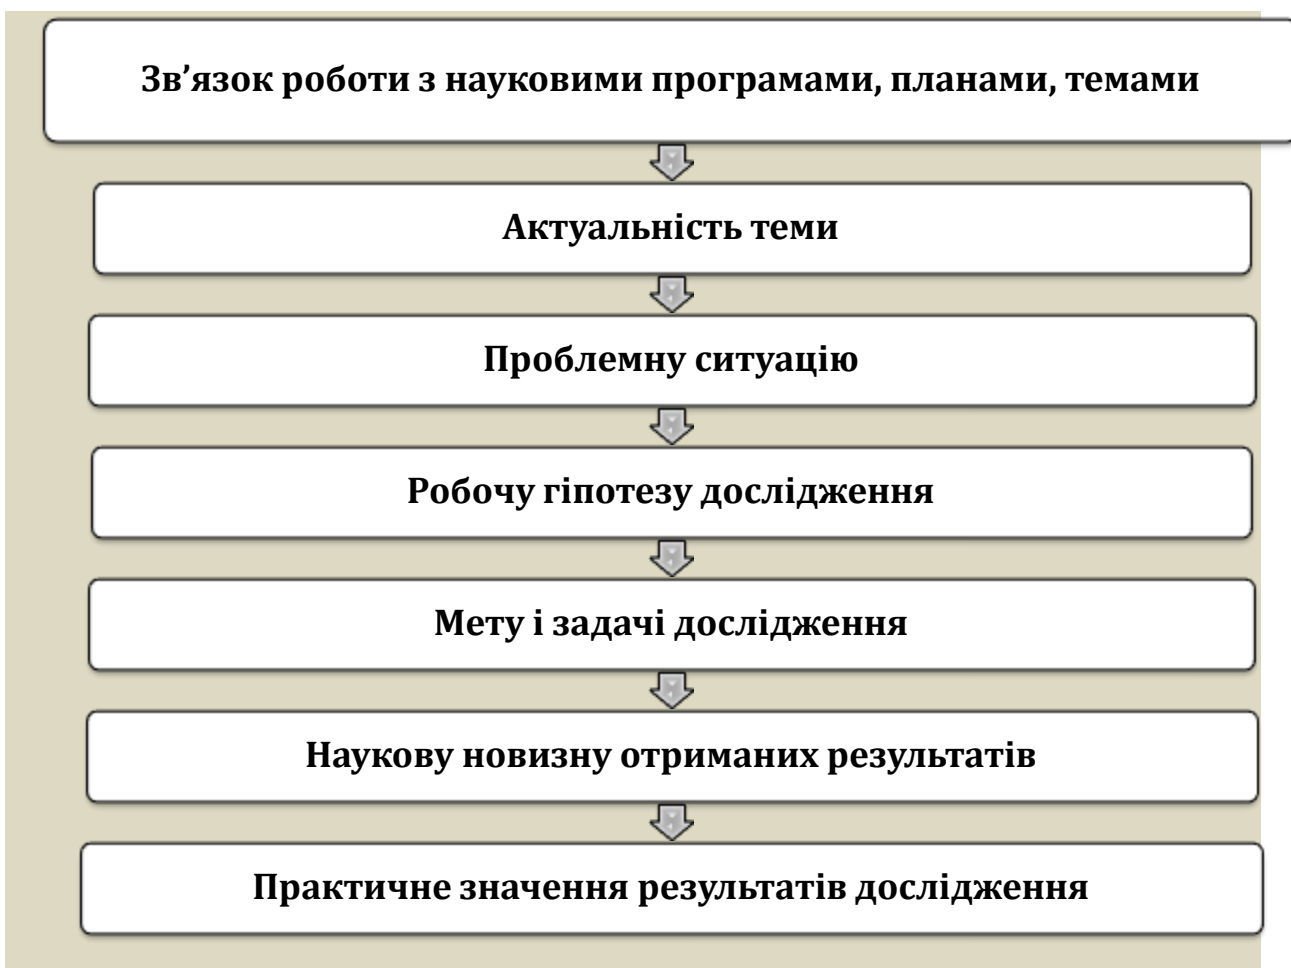 Зв’язок роботи з науковими програмами, планами, темами
Актуальність теми
Проблемну ситуацію
Робочу гіпотезу дослідження
Мету і задачі дослідження
Наукову новизну отриманих результатів
Практичне значення результатів дослідження